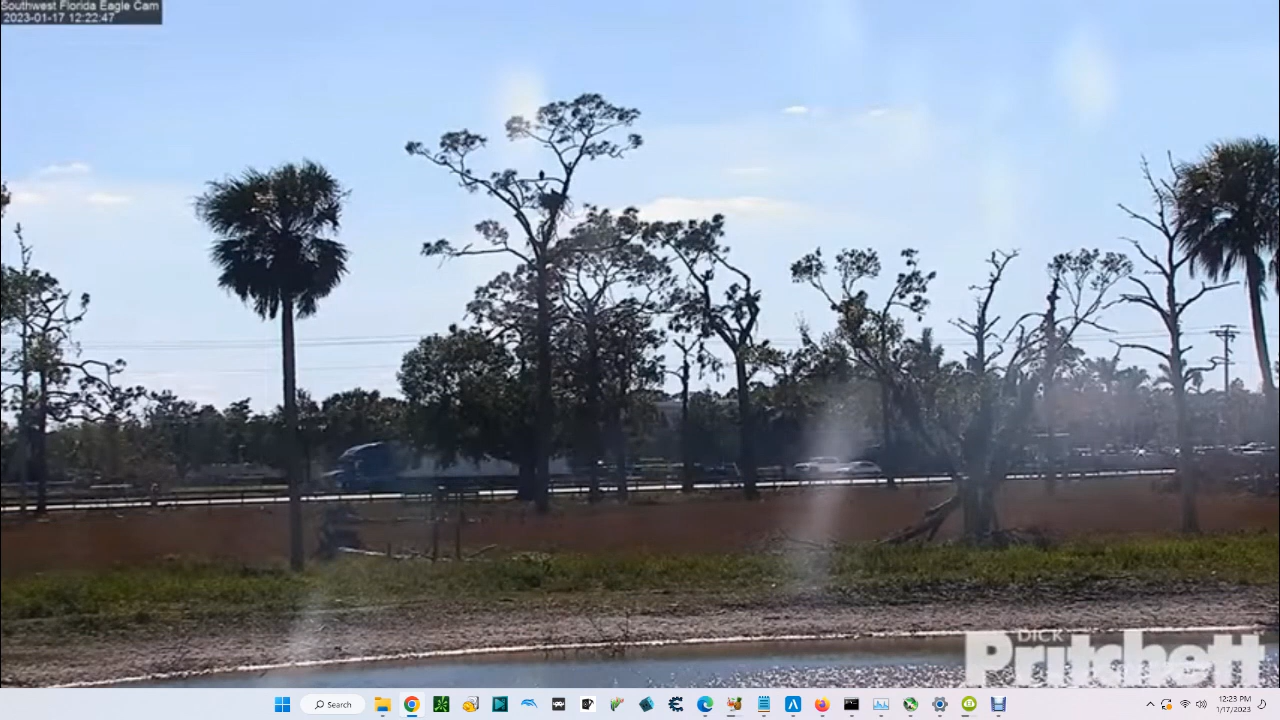 Southwest Florida Eagle Cam
2023-01-17 12:22:47
DICK
Pritchett
Search
12:23 PM
1/17/2023